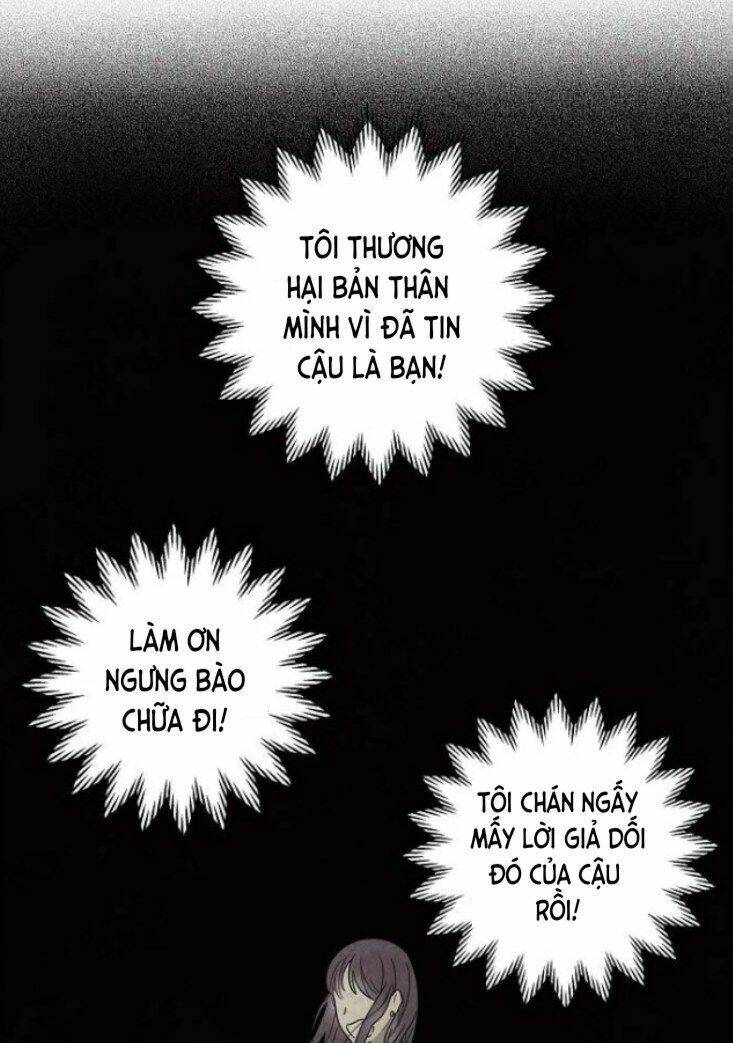 TÔI THƯƠNG
HẠI BẢN THÂN
MÌNH VÌ ĐÃ TIN
CẬU LÀ BẠN!
LÀM ƠN
NGƯNG BÀO
CHỮA ĐI!
TÔI CHÁN NGẤY
MẤY LỜI GIẢ DỐI
ĐÓ CỦA CẬU
RỒI!